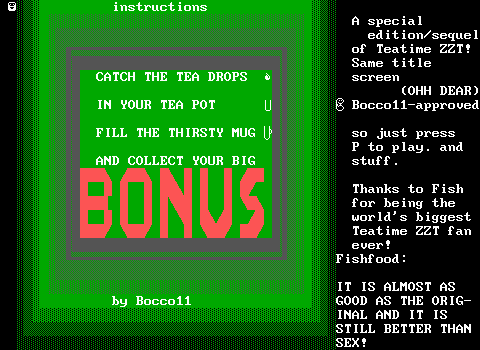 instructions
CATCH THE TEA DROPS
IN YOUR TEA POT
FILL THE THIRSTY MUG
AND COLLECT YOUR BIG
BONUS
by Bocco11
A special
edition/sequel
of Teatime ZZT!
Same title
screen
(OHH DEAR)
Bocco11-approved
so just press
P to play. and
stuff.
Thanks to Fish
for being the
world's biggest
Teatime ZZT fan
ever!
Fishfood:
IT IS ALMOST AS
GOOD AS THE ORIG-
INAL AND IT IS
STILL BETTER THAN
SEX!